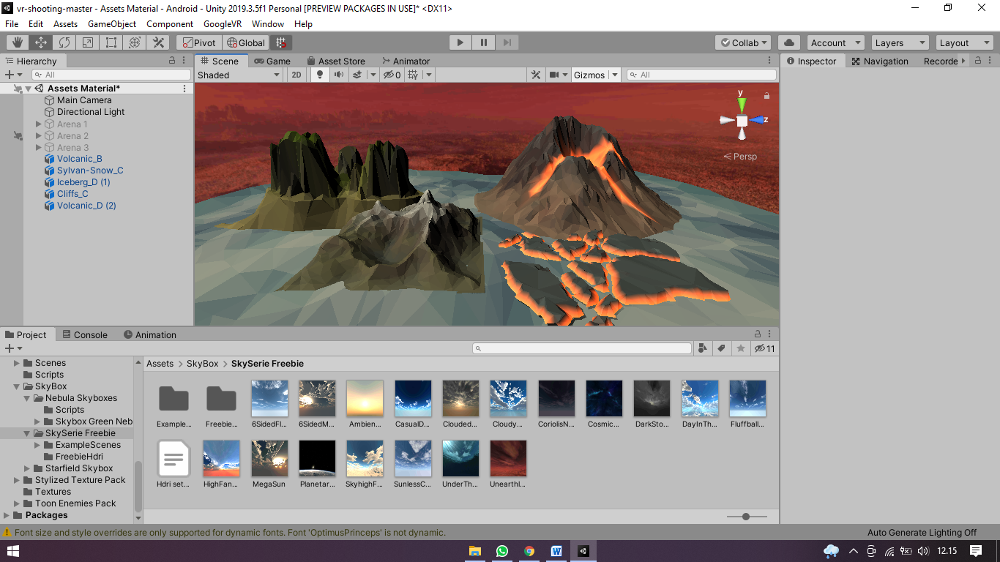 vr-shooting-master - Assets Material - Android - Unity 2019.3.5f1 Personal [PREVIEW PACKAGES IN USE]* <DX11>
File Edit Assets GameObject Component GoogleVR Window Help
Pivot Global Collab Account Layers Layout
Hierarchy
All
Assets Material*
Main Camera
Directional Light
Arena 1
Arena 2
Arena 3
Volcanic_B
Sylvan-Snow_C
Iceberg_D (1)
Cliffs_C
Volcanic_D (2)
Scene Game Asset Store Animator
Shaded 2D 0 Gizmos All
y
z
Persp
Inspector Navigation Recorde
Project Console Animation
11
Scenes
Scripts
SkyBox
Nebula Skyboxes
Scripts
Skybox Green Neb
SkySerie Freebie
ExampleScenes
FreebieHdri
Starfield Skybox
Stylized Texture Pack
Textures
Toon Enemies Pack
Packages
Assets > SkyBox > SkySerie Freebie
Example... Freebie... 6SidedFl... 6SidedM... Ambien... CasualD... Clouded... Cloudy... CoriolisN... Cosmic... DarkSto... DayInTh... Fluffball...
Hdri set... HighFan... MegaSun Planetar... SkyhighF... SunlessC... UnderTh... UnearthI...
Font size and style overrides are only supported for dynamic fonts. Font 'OptimusPrinceps' is not dynamic.
Auto Generate Lighting Off
12.15